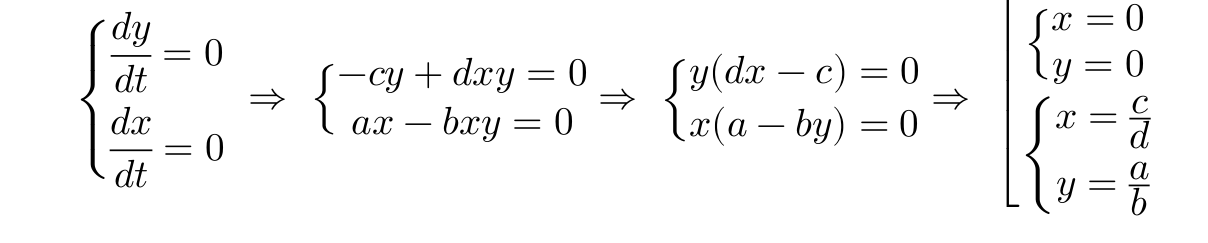 {dy/dt = 0, dx/dt = 0 ⇒ {−cy + dxy = 0, ax − bxy = 0 ⇒ {y(dx − c) = 0, x(a − by) = 0 ⇒ [{x = 0, y = 0; {x = c/d, y = a/b